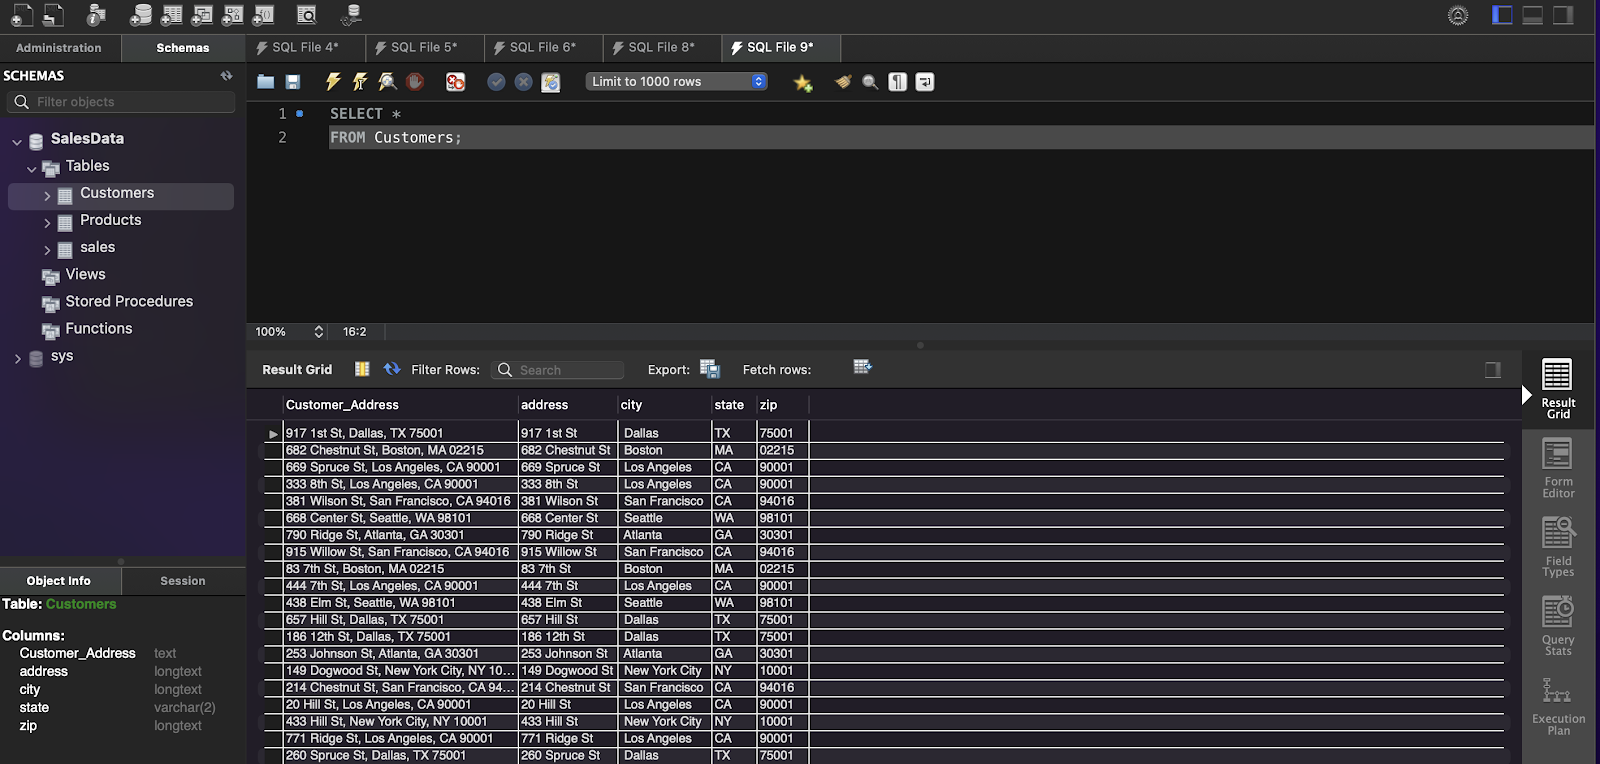 Administration Schemas SQL File 4* SQL File 5* SQL File 6* SQL File 8* SQL File 9*
SCHEMAS
Filter objects
SalesData
Tables
Customers
Products
sales
Views
Stored Procedures
Functions
sys
Limit to 1000 rows
1 SELECT *
2 FROM Customers;
100% 16:2
Result Grid Filter Rows: Search Export: Fetch rows:
Customer_Address address city state zip
917 1st St, Dallas, TX 75001 917 1st St Dallas TX 75001
682 Chestnut St, Boston, MA 02215 682 Chestnut St Boston MA 02215
669 Spruce St, Los Angeles, CA 90001 669 Spruce St Los Angeles CA 90001
333 8th St, Los Angeles, CA 90001 333 8th St Los Angeles CA 90001
381 Wilson St, San Francisco, CA 94016 381 Wilson St San Francisco CA 94016
668 Center St, Seattle, WA 98101 668 Center St Seattle WA 98101
790 Ridge St, Atlanta, GA 30301 790 Ridge St Atlanta GA 30301
915 Willow St, San Francisco, CA 94016 915 Willow St San Francisco CA 94016
83 7th St, Boston, MA 02215 83 7th St Boston MA 02215
444 7th St, Los Angeles, CA 90001 444 7th St Los Angeles CA 90001
438 Elm St, Seattle, WA 98101 438 Elm St Seattle WA 98101
657 Hill St, Dallas, TX 75001 657 Hill St Dallas TX 75001
186 12th St, Dallas, TX 75001 186 12th St Dallas TX 75001
253 Johnson St, Atlanta, GA 30301 253 Johnson St Atlanta GA 30301
149 Dogwood St, New York City, NY 10... 149 Dogwood St New York City NY 10001
214 Chestnut St, San Francisco, CA 94... 214 Chestnut St San Francisco CA 94016
20 Hill St, Los Angeles, CA 90001 20 Hill St Los Angeles CA 90001
433 Hill St, New York City, NY 10001 433 Hill St New York City NY 10001
771 Ridge St, Los Angeles, CA 90001 771 Ridge St Los Angeles CA 90001
260 Spruce St, Dallas, TX 75001 260 Spruce St Dallas TX 75001
Result
Grid
Form
Editor
Field
Types
Query
Stats
Execution
Plan
Object Info Session
Table: Customers
Columns:
Customer_Address text
address longtext
city longtext
state varchar(2)
zip longtext